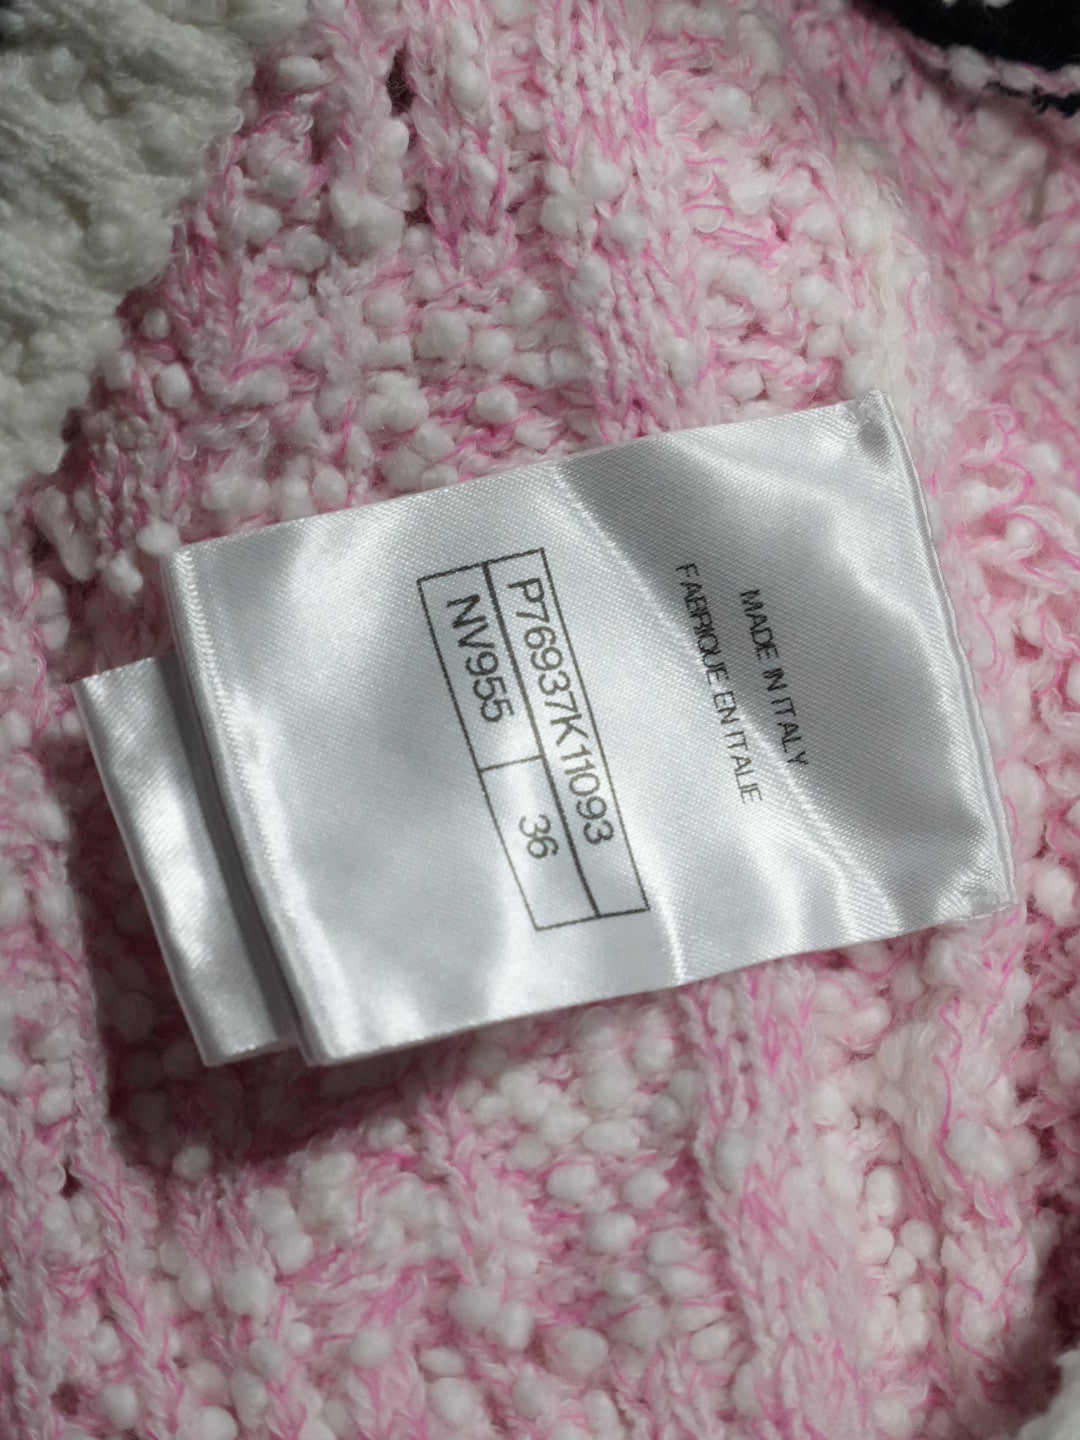 MADE IN ITALY
FABRIQUE EN ITALIE
P76937K11093
NV955 36